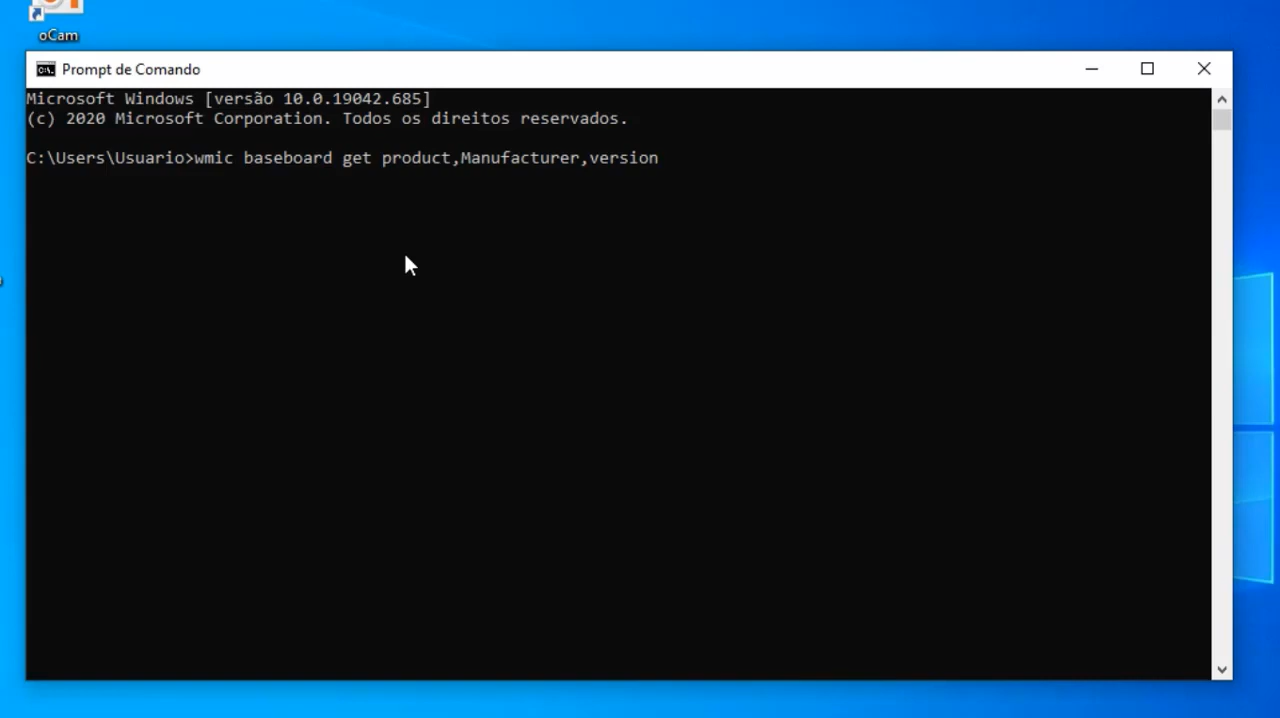 oCam
Prompt de Comando
Microsoft Windows [versão 10.0.19042.685]
(c) 2020 Microsoft Corporation. Todos os direitos reservados.
C:\Users\Usuario>wmic baseboard get product,Manufacturer,version